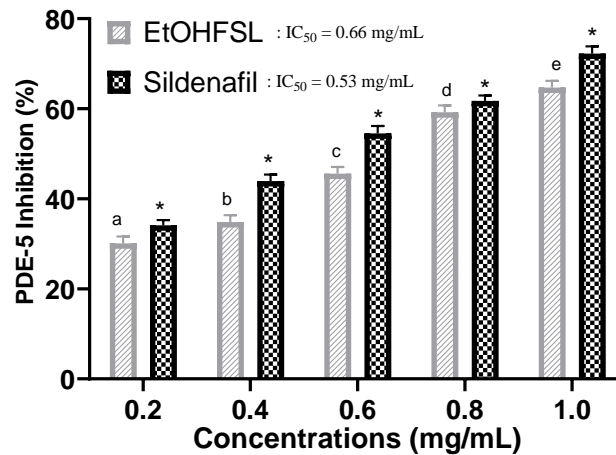 80
EtOHFSL : IC50 = 0.66 mg/mL
Sildenafil : IC50 = 0.53 mg/mL
60
40
20
0
PDE-5 Inhibition (%)
a * b * c * d * e *
0.2 0.4 0.6 0.8 1.0
Concentrations (mg/mL)